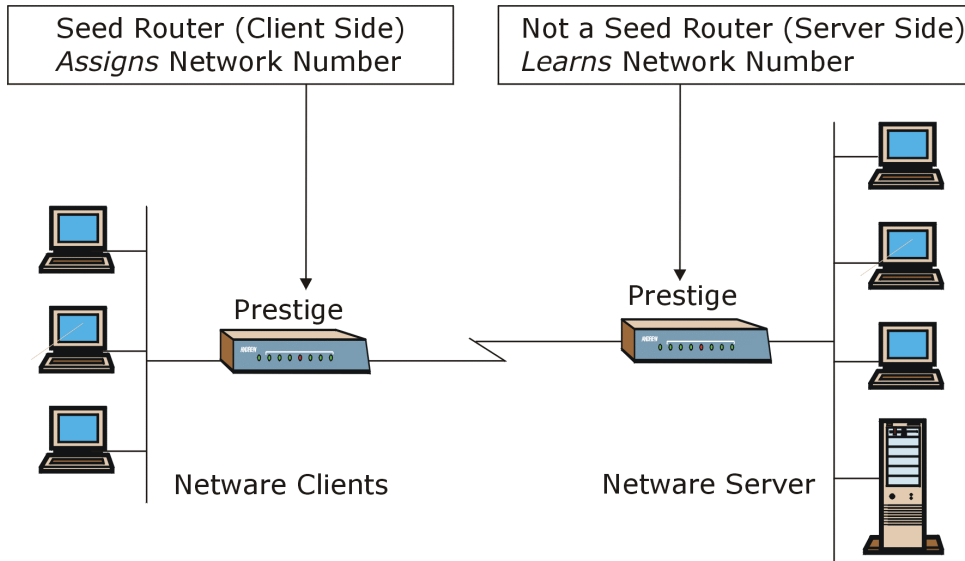 Seed Router (Client Side)
Assigns Network Number
Not a Seed Router (Server Side)
Learns Network Number
Prestige
Prestige
Netware Clients
Netware Server